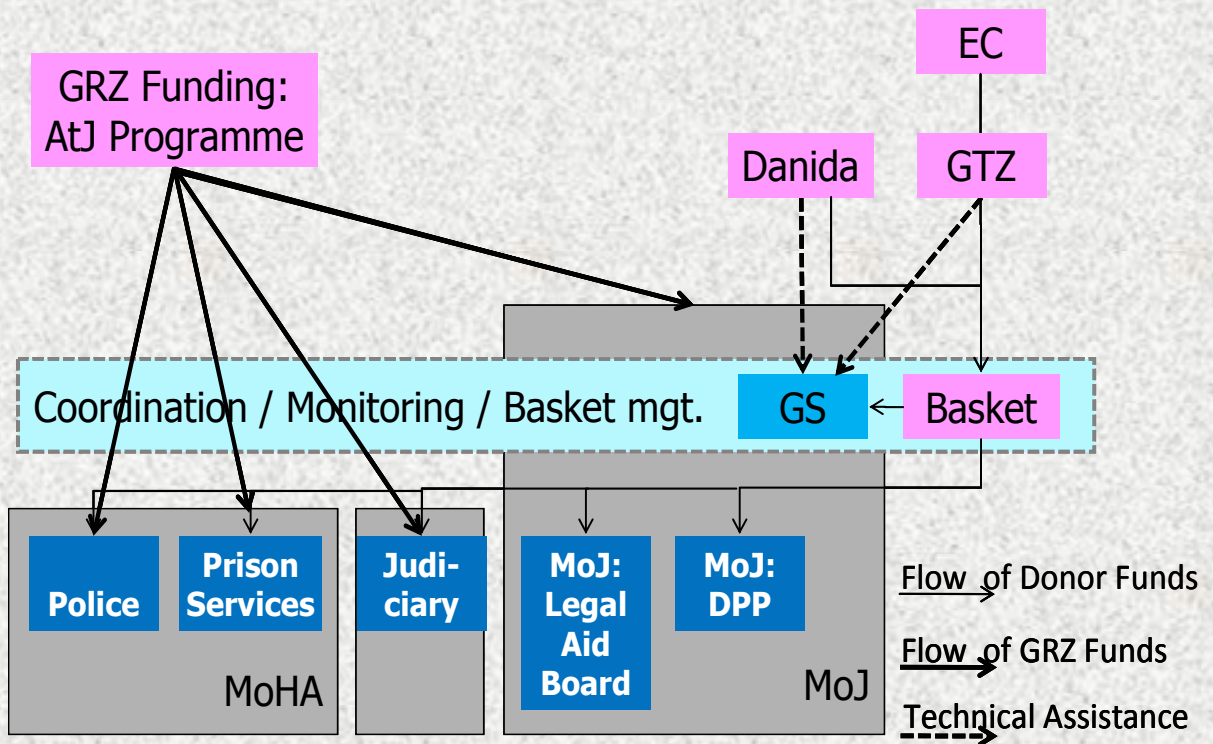 EC
GRZ Funding:
AtJ Programme
Danida
GTZ
Coordination / Monitoring / Basket mgt.
GS
Basket
Police
Prison
Services
Judi-
ciary
MoJ:
Legal
Aid
Board
MoJ:
DPP
MoHA
MoJ
Flow of Donor Funds
Flow of GRZ Funds
Technical Assistance